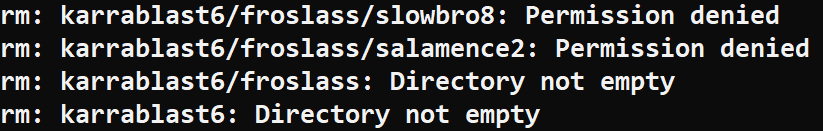 rm: karrablast6/froslass/slowbro8: Permission denied
rm: karrablast6/froslass/salamence2: Permission denied
rm: karrablast6/froslass: Directory not empty
rm: karrablast6: Directory not empty